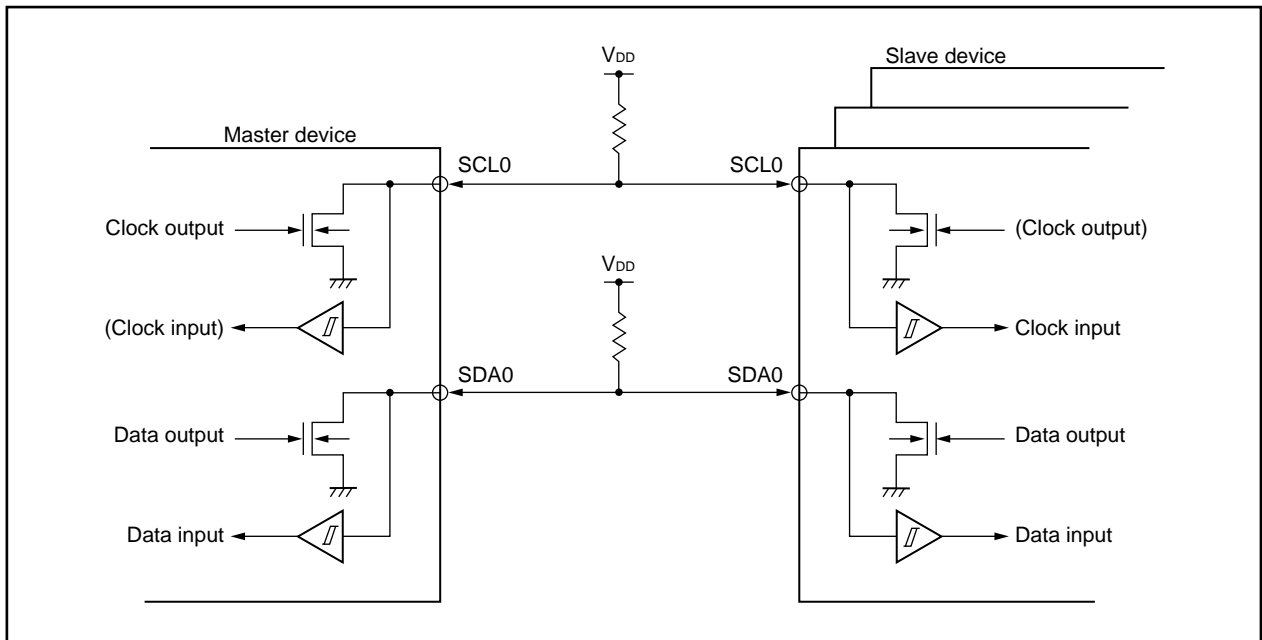 VDD
Slave device
Master device
SCL0
SCL0
Clock output
(Clock output)
VDD
(Clock input)
Clock input
SDA0
SDA0
Data output
Data output
Data input
Data input